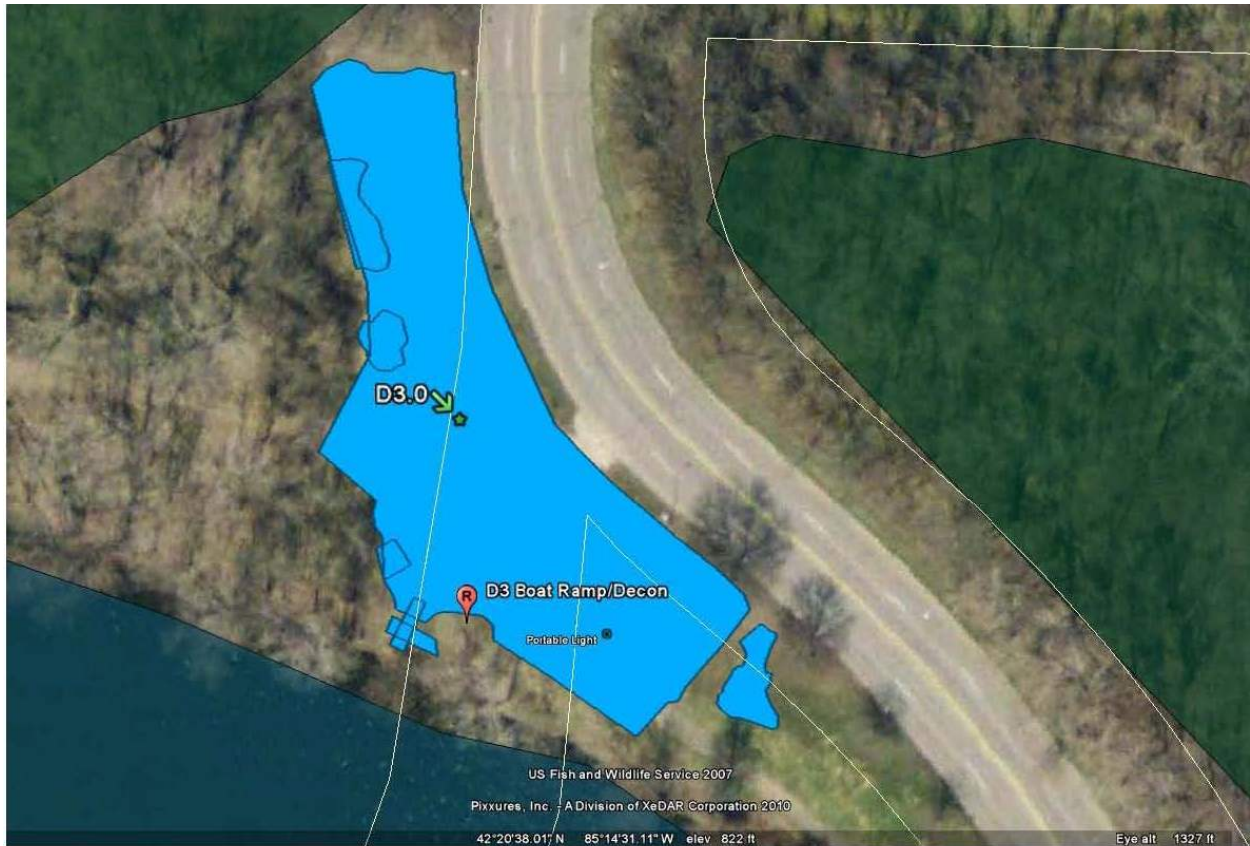 D3.0
R
D3 Boat Ramp/Decon
Portable Light
US Fish and Wildlife Service 2007
Pixxures, Inc. - A Division of XeDAR Corporation 2010
42°20'38.01" N 85°14'31.11" W elev 822 ft Eye alt 1327 ft